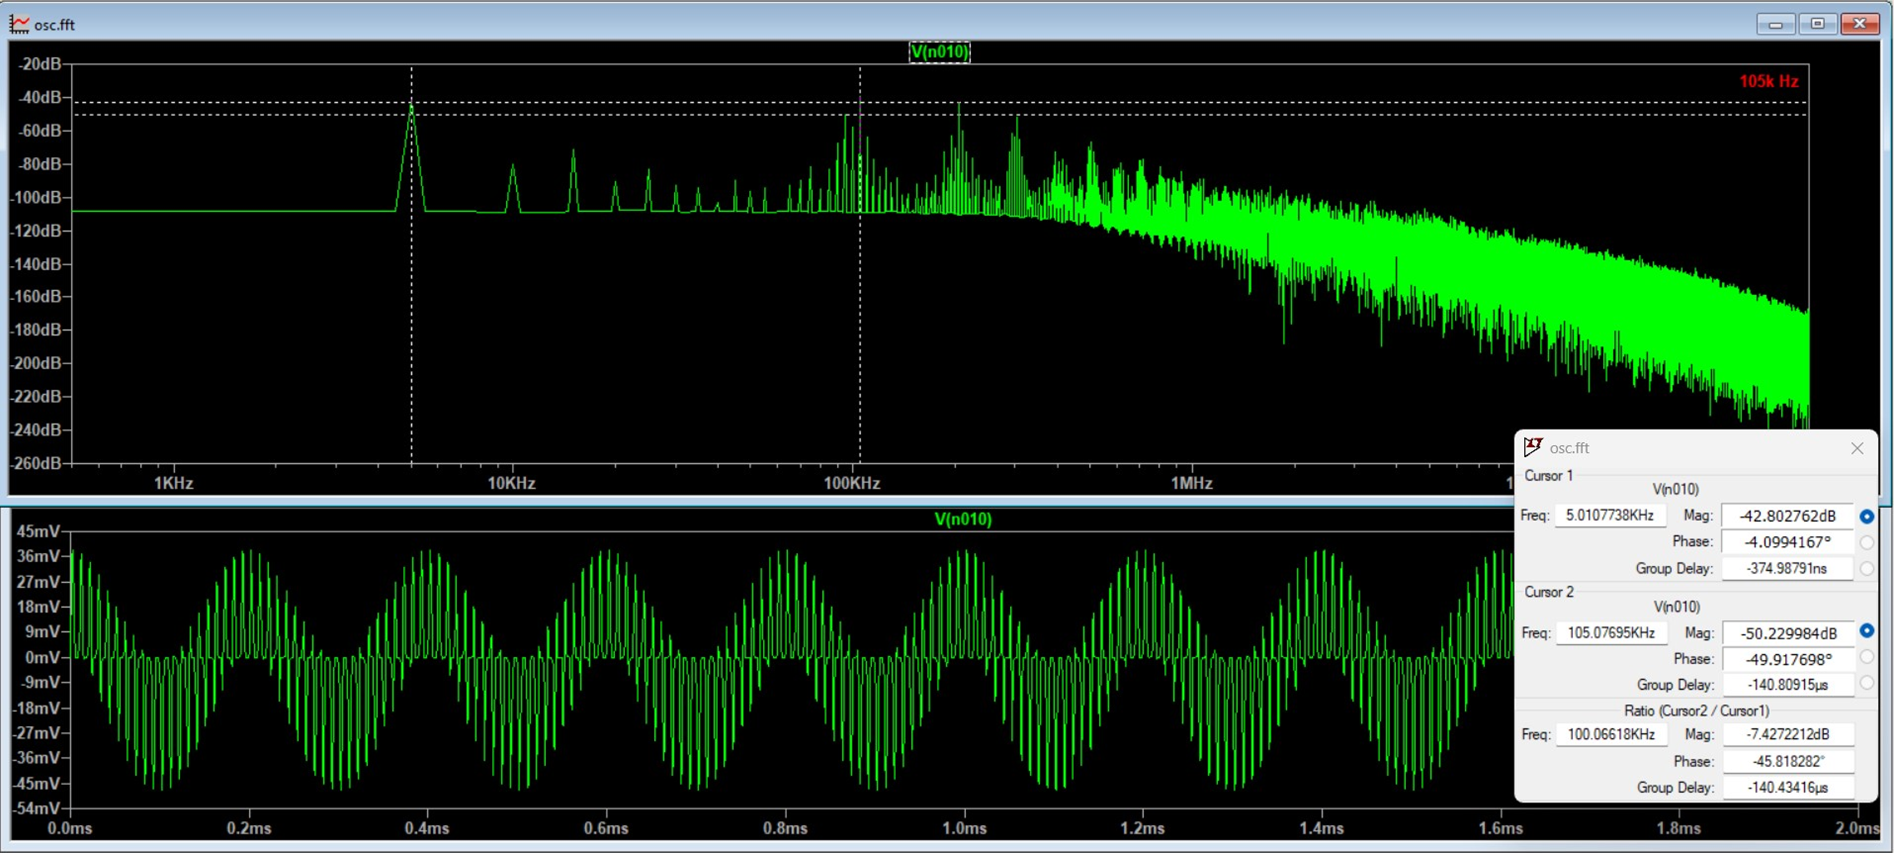 osc.fft
V(n010)
105k Hz
-20dB
-40dB
-60dB
-80dB
-100dB
-120dB
-140dB
-160dB
-180dB
-200dB
-220dB
-240dB
-260dB
1KHz 10KHz 100KHz 1MHz 1
V(n010)
45mV
36mV
27mV
18mV
9mV
0mV
-9mV
-18mV
-27mV
-36mV
-45mV
-54mV
0.0ms 0.2ms 0.4ms 0.6ms 0.8ms 1.0ms 1.2ms 1.4ms 1.6ms 1.8ms 2.0ms
osc.fft
Cursor 1
V(n010)
Freq: 5.0107738KHz Mag: -42.802762dB
Phase: -4.0994167°
Group Delay: -374.98791ns
Cursor 2
V(n010)
Freq: 105.07695KHz Mag: -50.229984dB
Phase: -49.917698°
Group Delay: -140.80915µs
Ratio (Cursor2 / Cursor1)
Freq: 100.06618KHz Mag: -7.4272212dB
Phase: -45.818282°
Group Delay: -140.43416µs